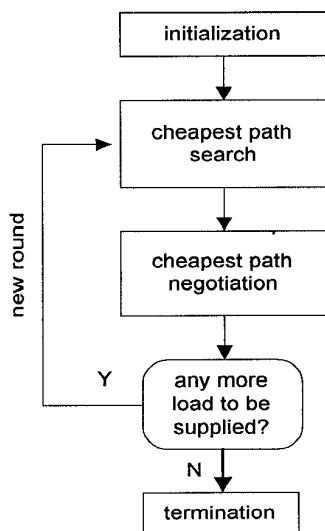 initialization
cheapest path
search
cheapest path
negotiation
new round
Y
any more
load to be
supplied?
N
termination